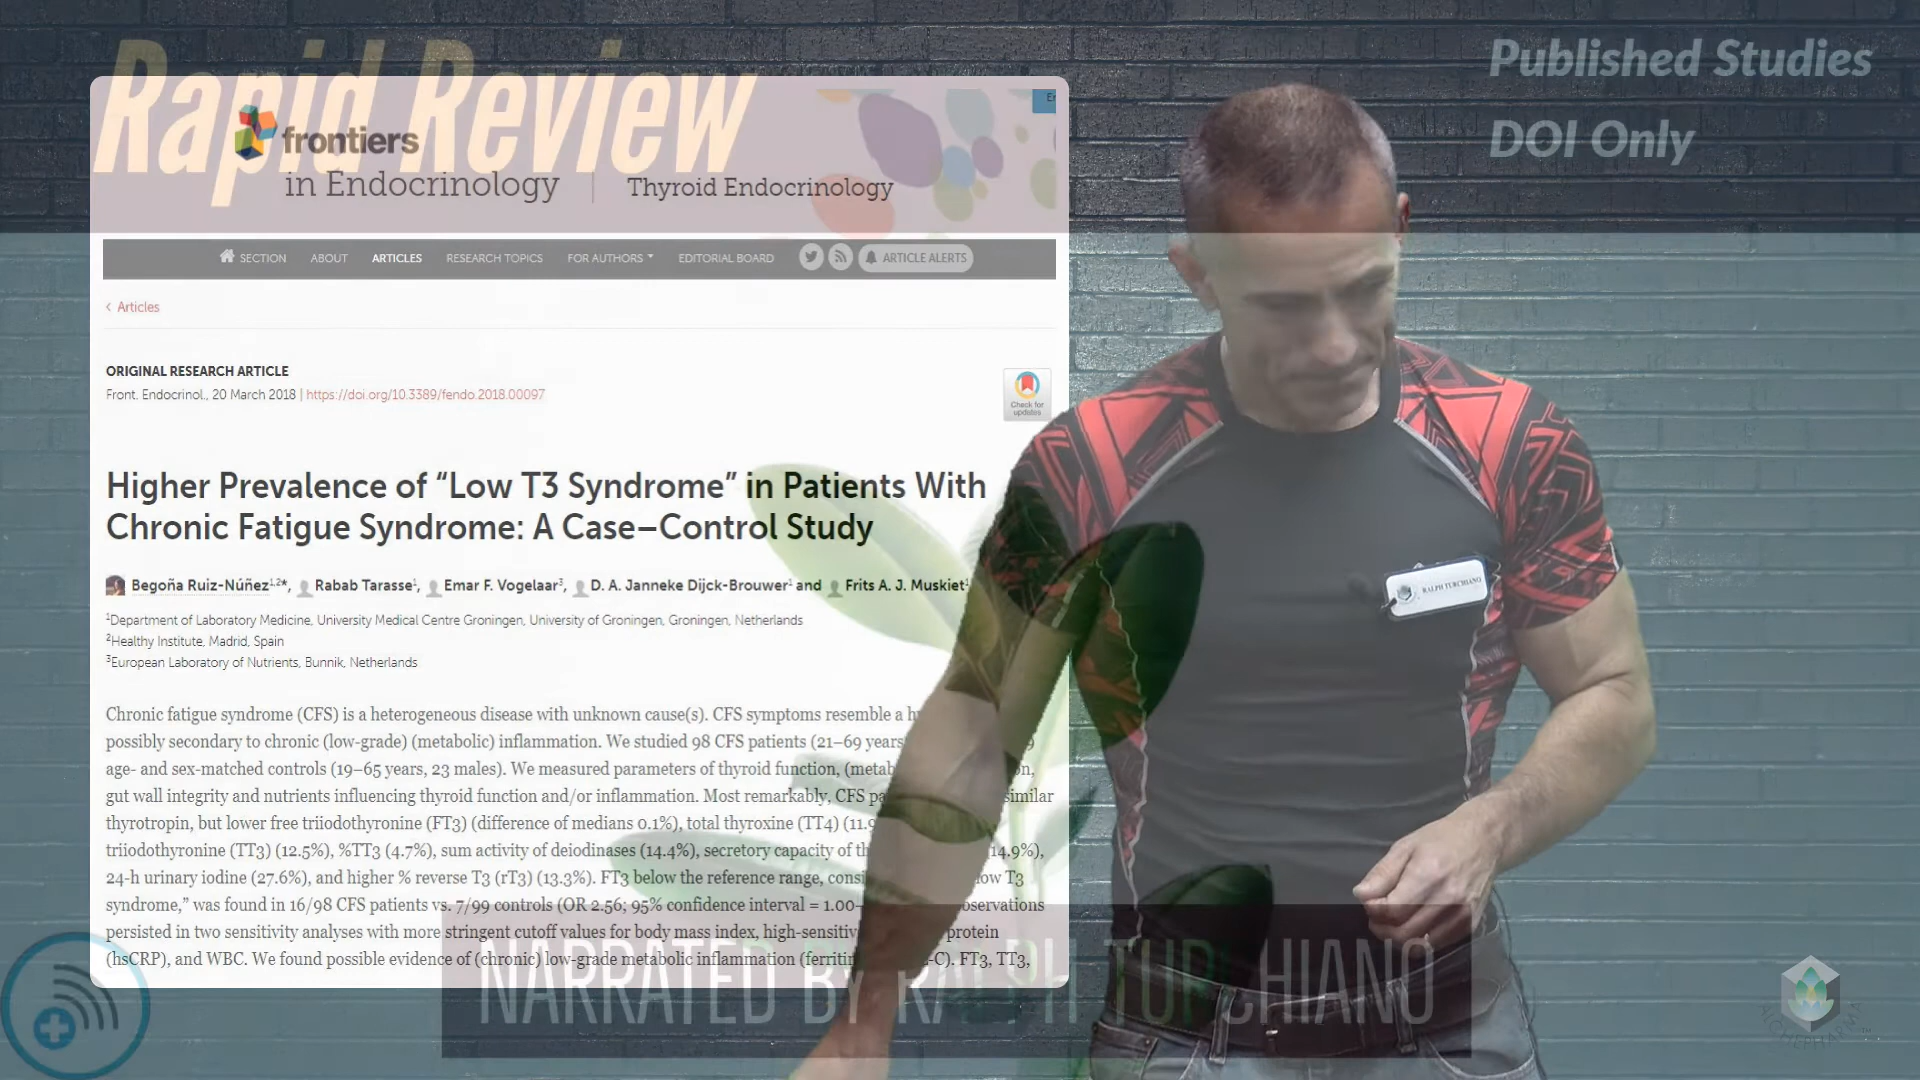 Rapid Review
Published Studies
DOI Only
frontiers
in Endocrinology
Thyroid Endocrinology
SECTION
ABOUT
ARTICLES
RESEARCH TOPICS
FOR AUTHORS
EDITORIAL BOARD
ARTICLE ALERTS
< Articles
ORIGINAL RESEARCH ARTICLE
Front. Endocrinol., 20 March 2018 | https://doi.org/10.3389/fendo.2018.00097
Check for
updates
Higher Prevalence of “Low T3 Syndrome” in Patients With
Chronic Fatigue Syndrome: A Case–Control Study
Begoña Ruiz-Núñez1,2*, Rabab Tarasse1, Emar F. Vogelaar3, D. A. Janneke Dijck-Brouwer1 and Frits A. J. Muskiet1
1Department of Laboratory Medicine, University Medical Centre Groningen, University of Groningen, Groningen, Netherlands
2Healthy Institute, Madrid, Spain
3European Laboratory of Nutrients, Bunnik, Netherlands
Chronic fatigue syndrome (CFS) is a heterogeneous disease with unknown cause(s). CFS symptoms resemble a
possibly secondary to chronic (low-grade) (metabolic) inflammation. We studied 98 CFS patients (21–69 years
age- and sex-matched controls (19–65 years, 23 males). We measured parameters of thyroid function,
gut wall integrity and nutrients influencing thyroid function and/or inflammation. Most remarkably, CFS similar
thyrotropin, but lower free triiodothyronine (FT3) (difference of medians 0.1%), total thyroxine (TT4)
triiodothyronine (TT3) (12.5%), %TT3 (4.7%), sum activity of deiodinases (14.4%), secretory capacity of 14.9%),
24-h urinary iodine (27.6%), and higher % reverse T3 (rT3) (13.3%). FT3 below the reference range, T3
syndrome,” was found in 16/98 CFS patients vs. 7/99 controls (OR 2.56; 95% confidence interval = 1.00–
persisted in two sensitivity analyses with more stringent cutoff values for body mass index, protein
(hsCRP), and WBC. We found possible evidence of (chronic) low-grade metabolic inflammation FT3, TT3,
NARRATED BY RALPH TURCHIANO
RALPH TURCHIANO